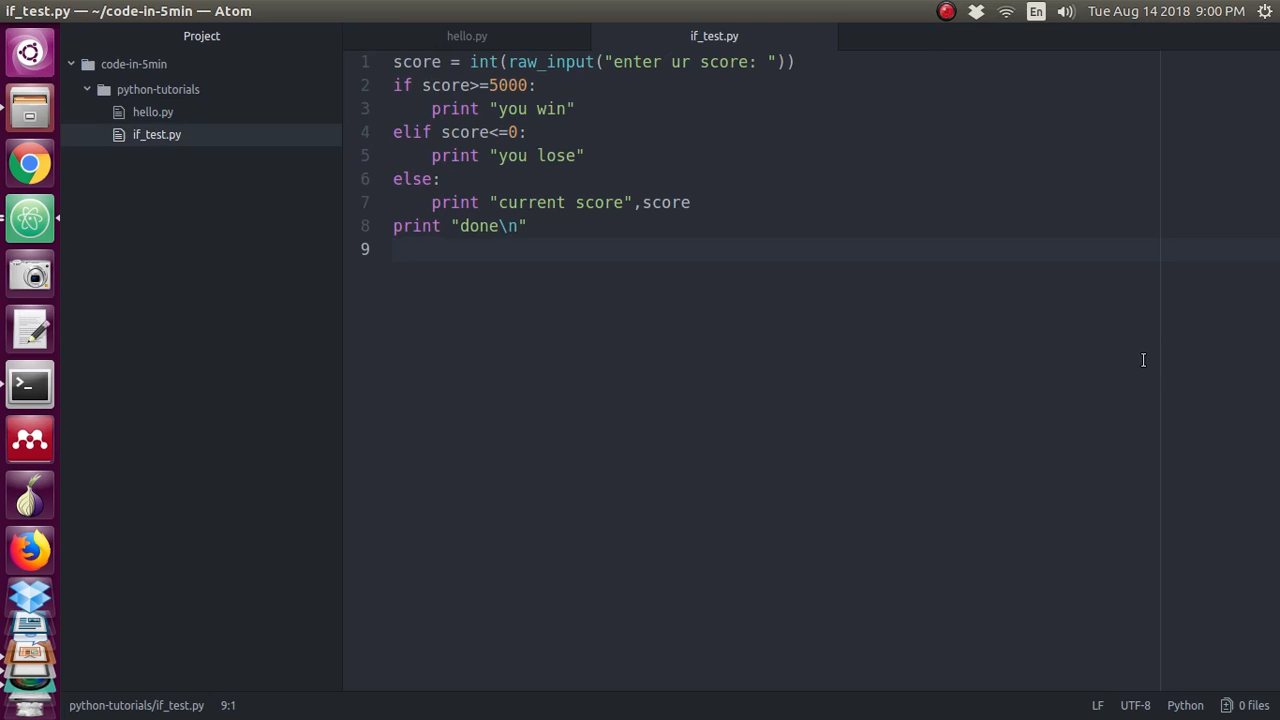 if_test.py — ~/code-in-5min — Atom
En
Tue Aug 14 2018 9:00 PM
Project
hello.py
if_test.py
code-in-5min
python-tutorials
hello.py
if_test.py
1 score = int(raw_input("enter ur score: "))
2 if score>=5000:
3     print "you win"
4 elif score<=0:
5     print "you lose"
6 else:
7     print "current score",score
8 print "done\n"
9
python-tutorials/if_test.py 9:1
LF UTF-8 Python 0 files